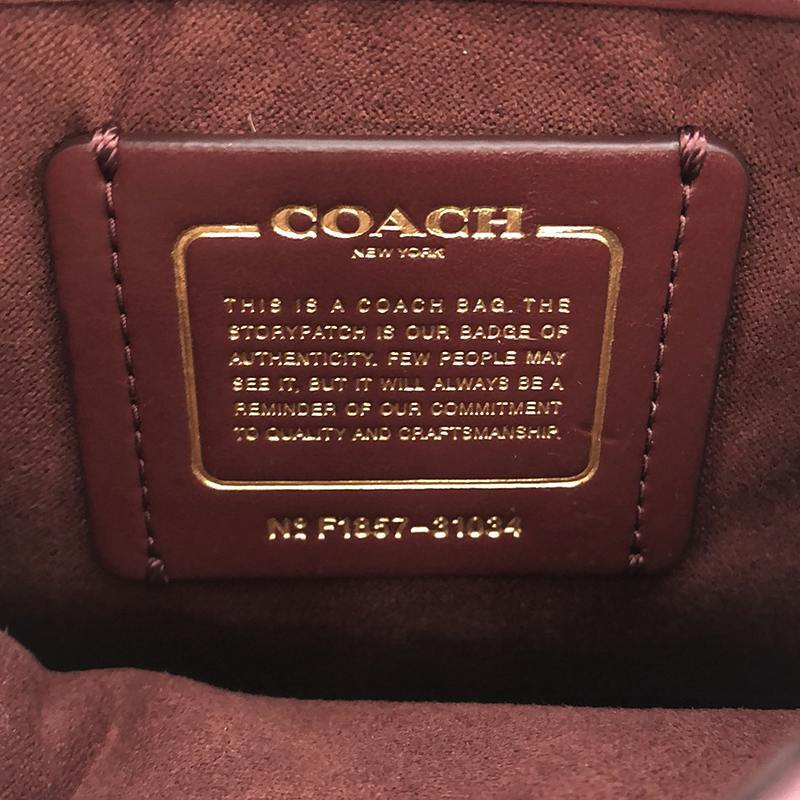 COACH
NEW YORK
THIS IS A COACH BAG. THE
STORYPATCH IS OUR BADGE OF
AUTHENTICITY. FEW PEOPLE MAY
SEE IT, BUT IT WILL ALWAYS BE A
REMINDER OF OUR COMMITMENT
TO QUALITY AND CRAFTSMANSHIP.
Nº F1857-31034